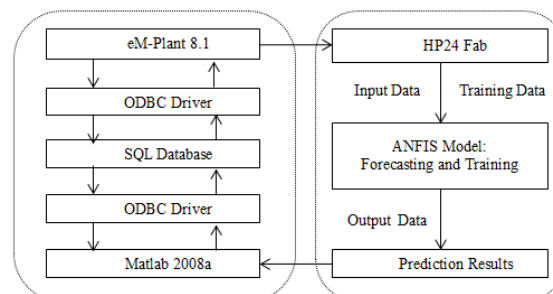 eM-Plant 8.1
ODBC Driver
SQL Database
ODBC Driver
Matlab 2008a
HP24 Fab
Input Data
Training Data
ANFIS Model:
Forecasting and Training
Output Data
Prediction Results